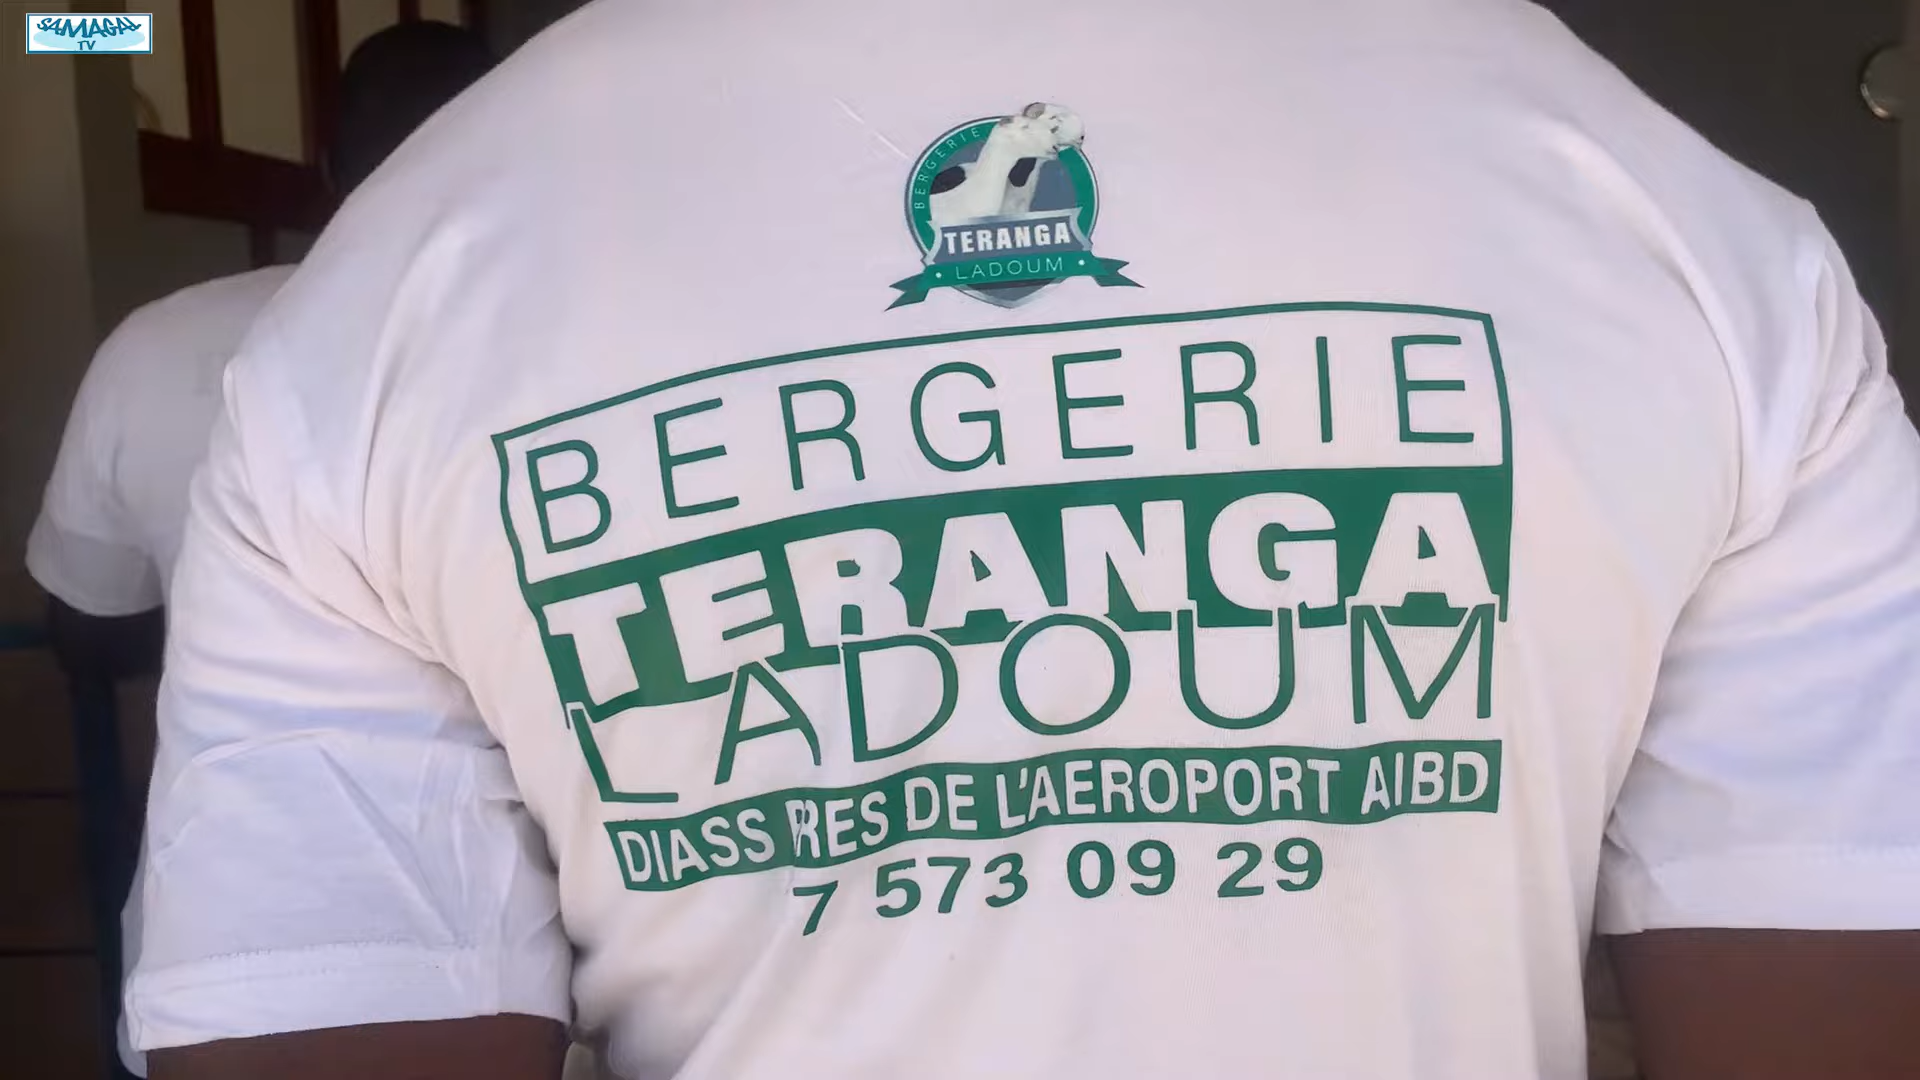 SAMAGAL
TV
BERGERIE
TERANGA
LADOUM
BERGERIE
TERANGA
LADOUM
DIASS PRES DE L'AEROPORT AIBD
7 573 09 29